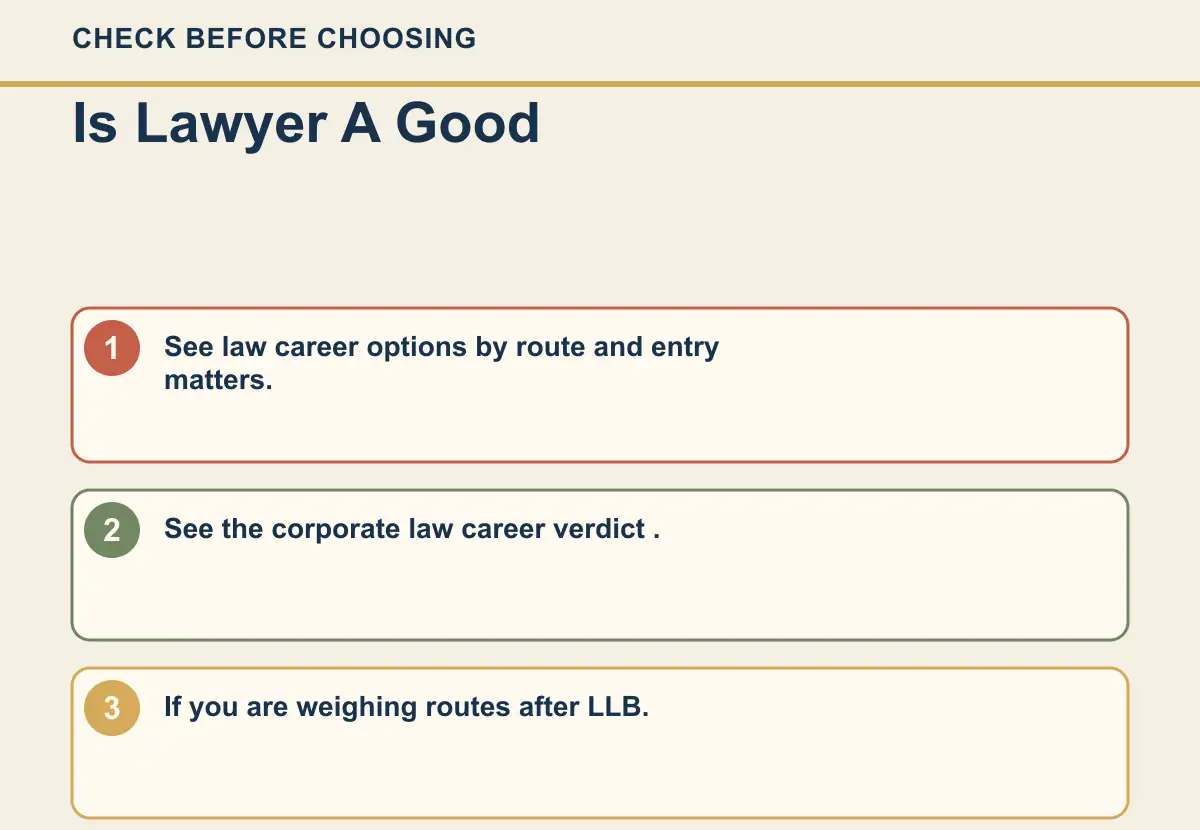 CHECK BEFORE CHOOSING
Is Lawyer A Good
1
See law career options by route and entry
matters.
2
See the corporate law career verdict .
3
If you are weighing routes after LLB.